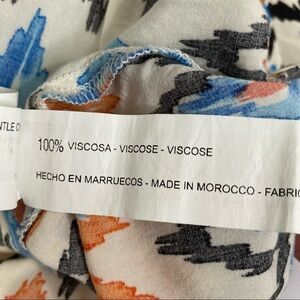 100% VISCOSA - VISCOSE - VISCOSE
HECHO EN MARRUECOS - MADE IN MOROCCO - FABRIC